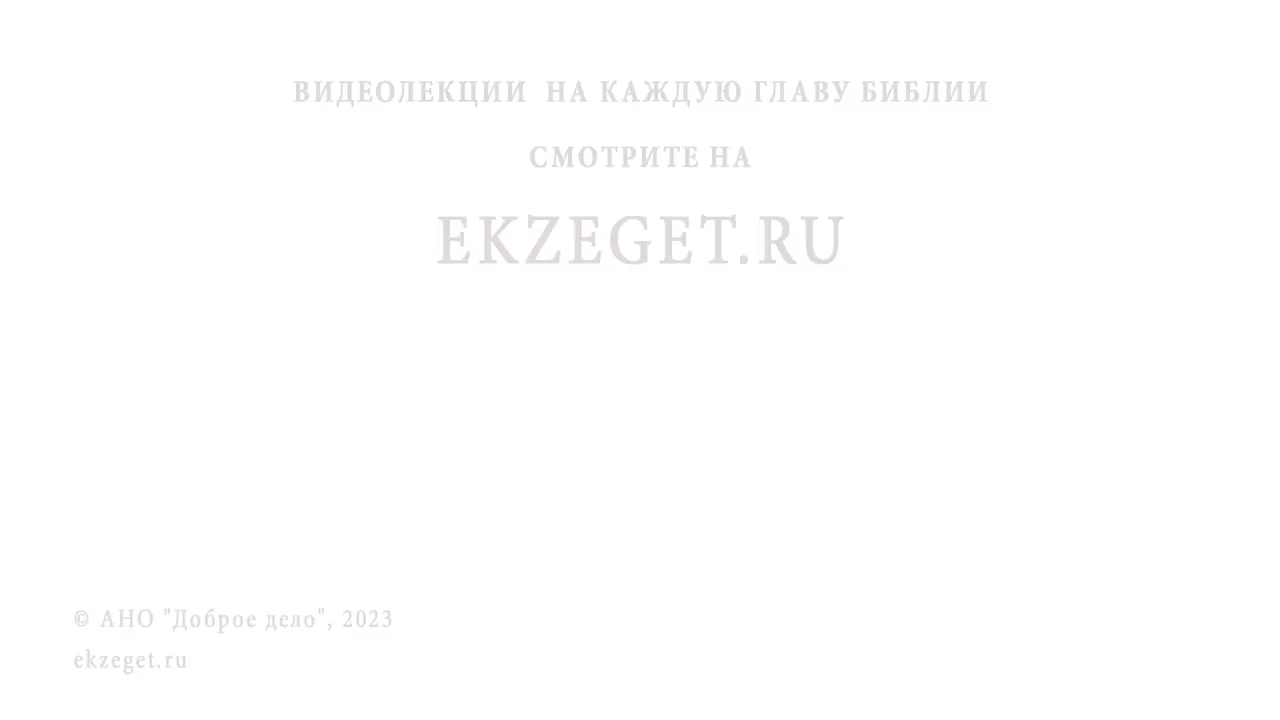 ВИДЕОЛЕКЦИИ НА КАЖДУЮ ГЛАВУ БИБЛИИ
СМОТРИТЕ НА
EKZEGET.RU
© АНО "Доброе дело", 2023
ekzeget.ru